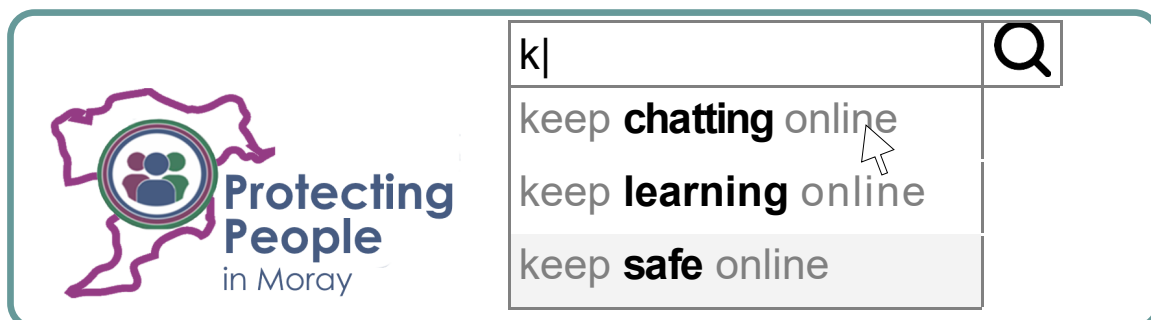 Protecting
People
in Moray
k|
keep chatting online
keep learning online
keep safe online